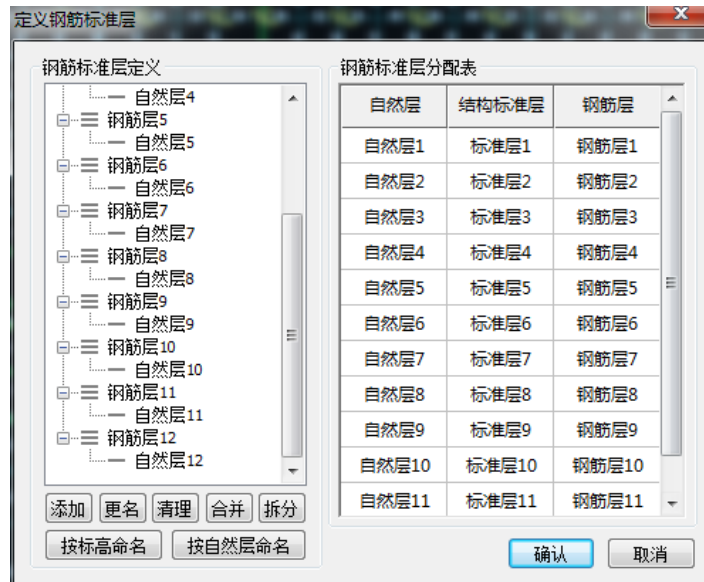 定义钢筋标准层
钢筋标准层定义
自然层4
钢筋层5
自然层5
钢筋层6
自然层6
钢筋层7
自然层7
钢筋层8
自然层8
钢筋层9
自然层9
钢筋层10
自然层10
钢筋层11
自然层11
钢筋层12
自然层12
添加 更名 清理 合并 拆分
按标高命名 按自然层命名
钢筋标准层分配表
自然层 结构标准层 钢筋层
自然层1 标准层1 钢筋层1
自然层2 标准层2 钢筋层2
自然层3 标准层3 钢筋层3
自然层4 标准层4 钢筋层4
自然层5 标准层5 钢筋层5
自然层6 标准层6 钢筋层6
自然层7 标准层7 钢筋层7
自然层8 标准层8 钢筋层8
自然层9 标准层9 钢筋层9
自然层10 标准层10 钢筋层10
自然层11 标准层11 钢筋层11
确认 取消